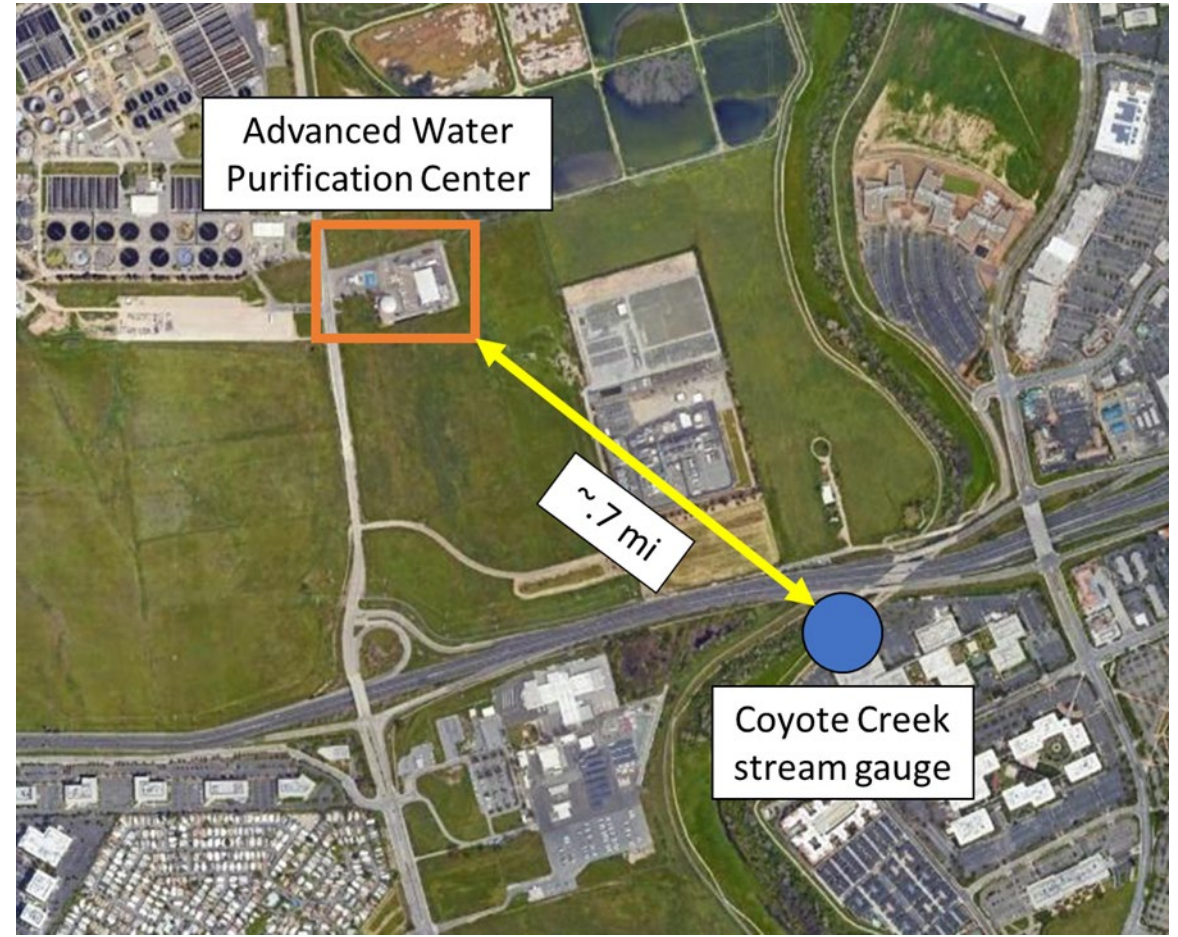 Advanced Water
Purification Center
~.7 mi
Coyote Creek
stream gauge